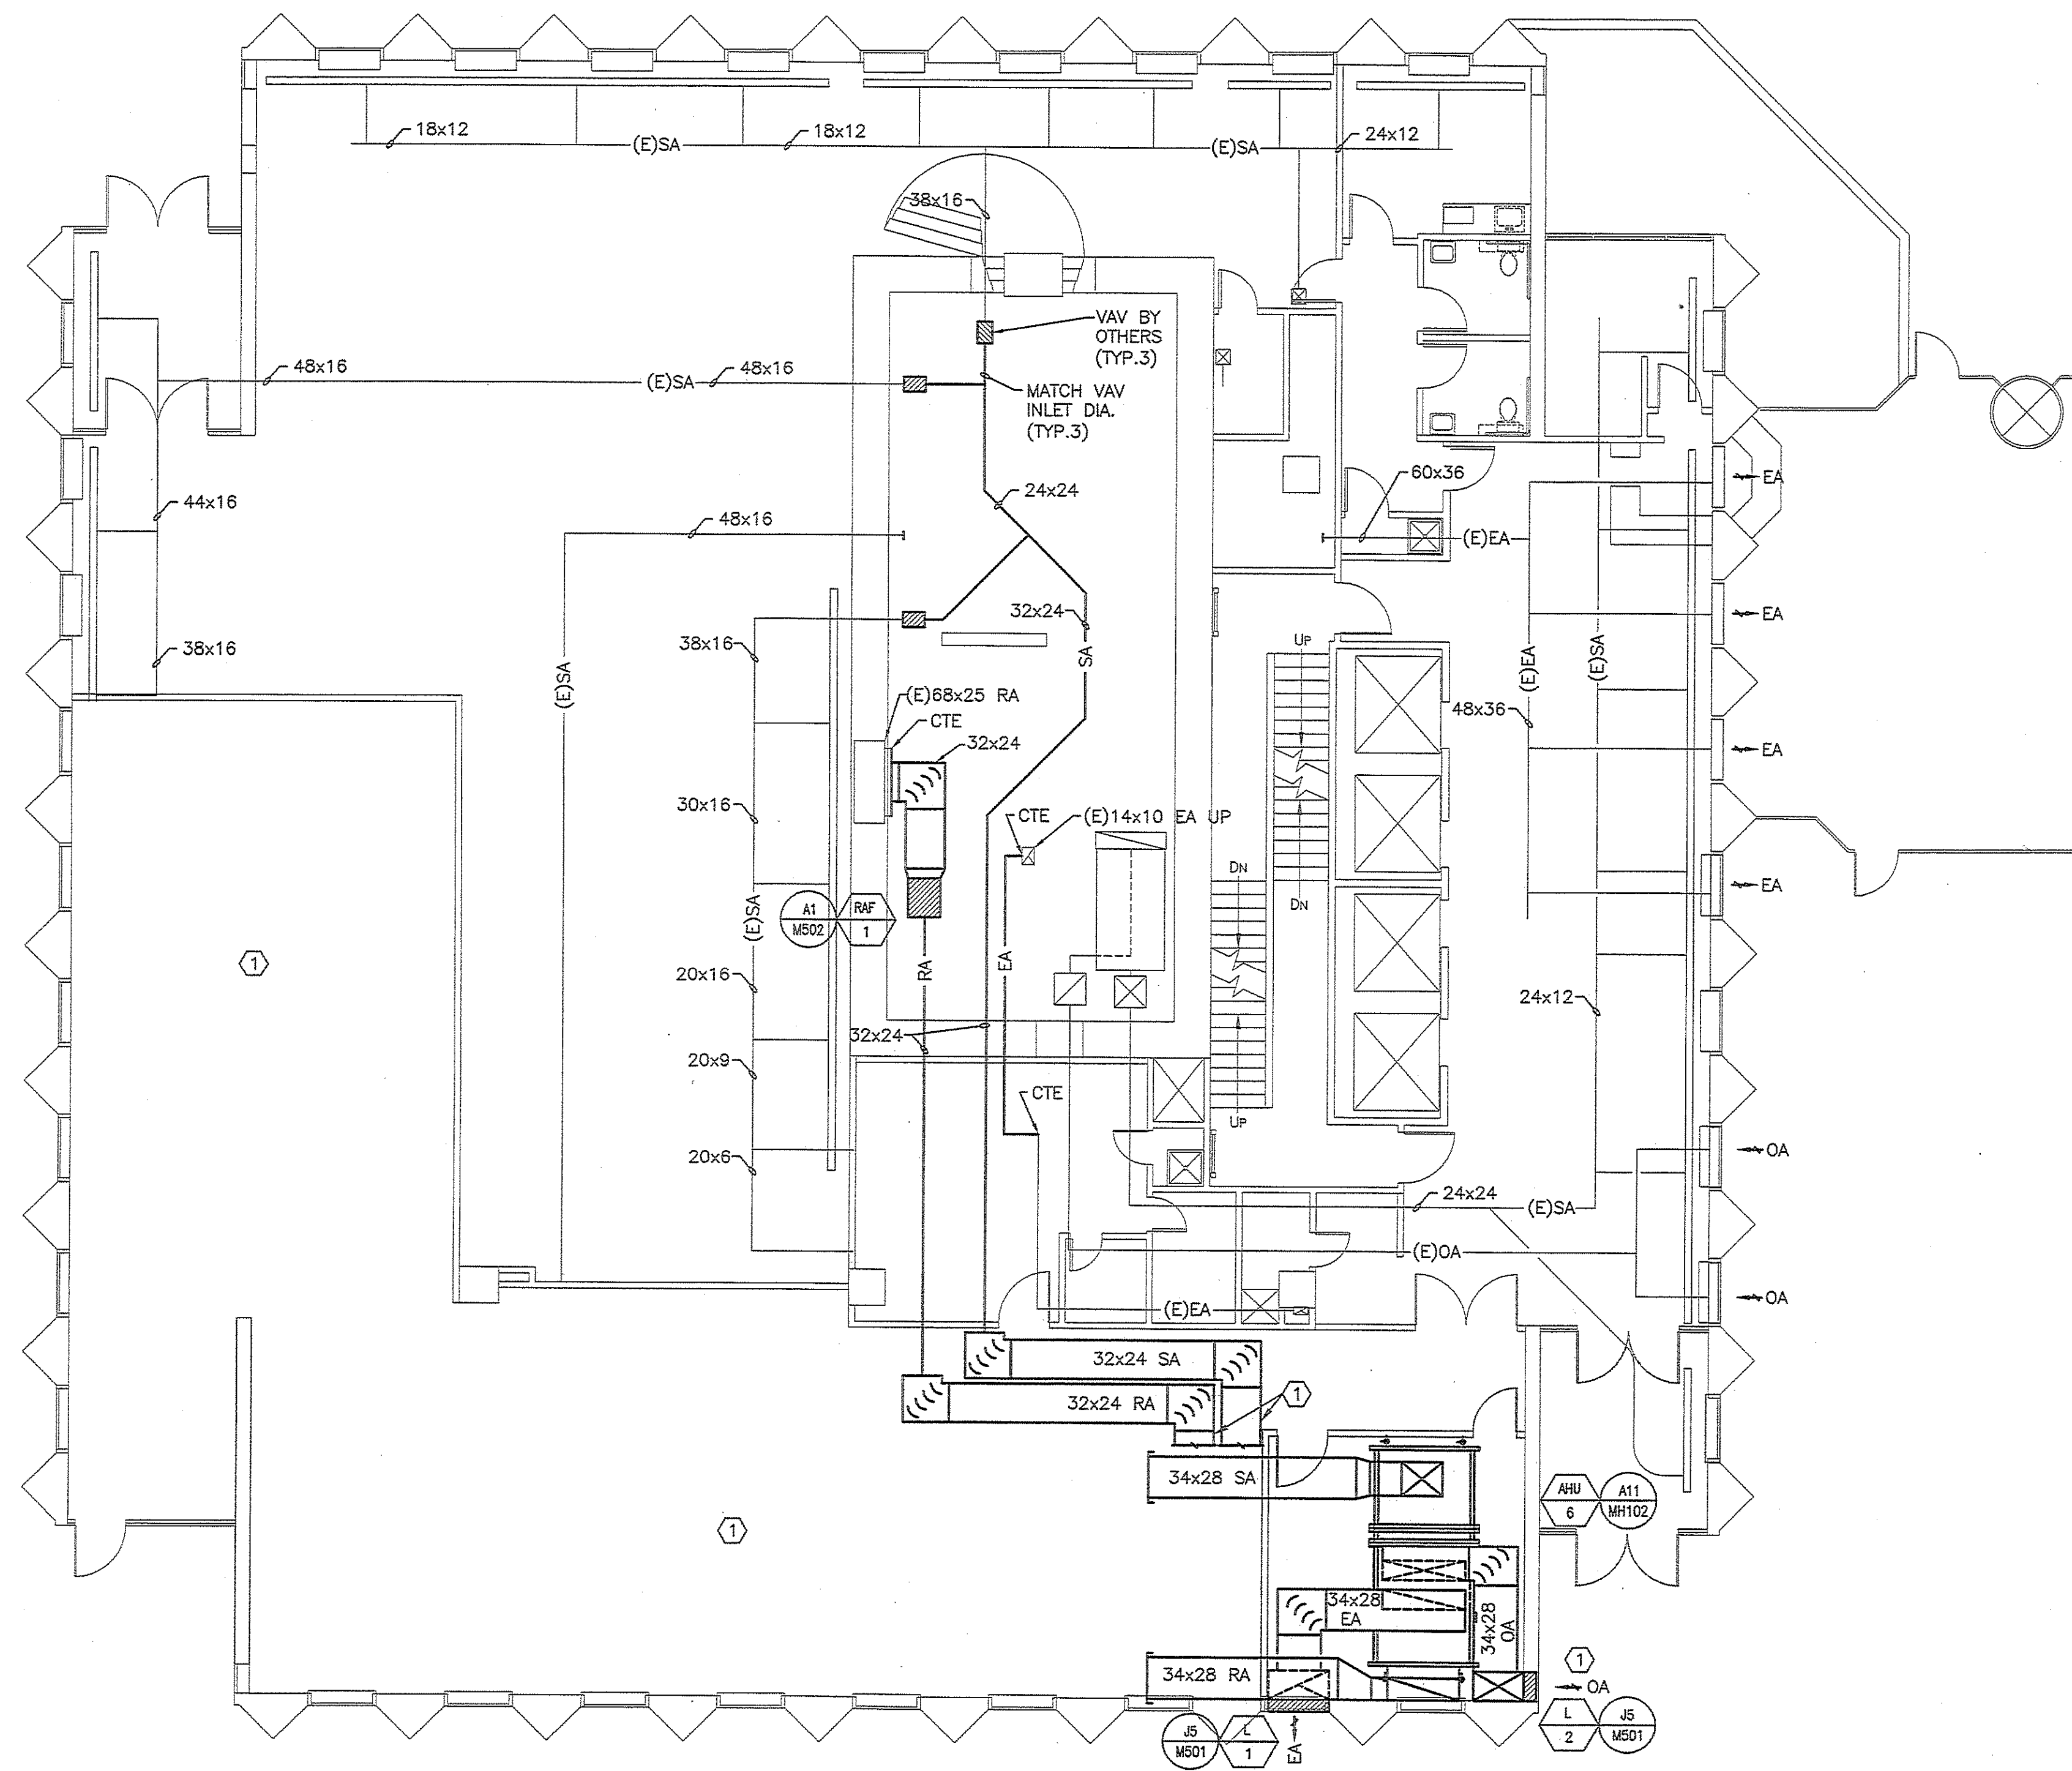 18x12
(E)SA
18x12
(E)SA
24x12
38x16
VAV BY
OTHERS
(TYP.3)
48x16
(E)SA
48x16
MATCH VAV
INLET DIA.
(TYP.3)
60x36
EA
44x16
24x24
48x16
(E)EA
32x24
EA
UP
38x16
38x16
SA
(E)SA
(E)EA
(E)SA
(E)68x25 RA
CTE
48x36
32x24
EA
30x16
CTE
(E)14x10 EA UP
DN
EA
DN
(E)SA
A1
M502
RAF
1
1
RA
EA
20x16
24x12
32x24
20x9
CTE
UP
OA
20x6
24x24
(E)SA
(E)OA
OA
(E)EA
32x24 SA
32x24 RA
1
34x28 SA
AHU
6
A11
MH102
1
34x28
EA
34x28
OA
34x28 RA
1
OA
L
2
J5
M501
J5
M501
L
1
EA